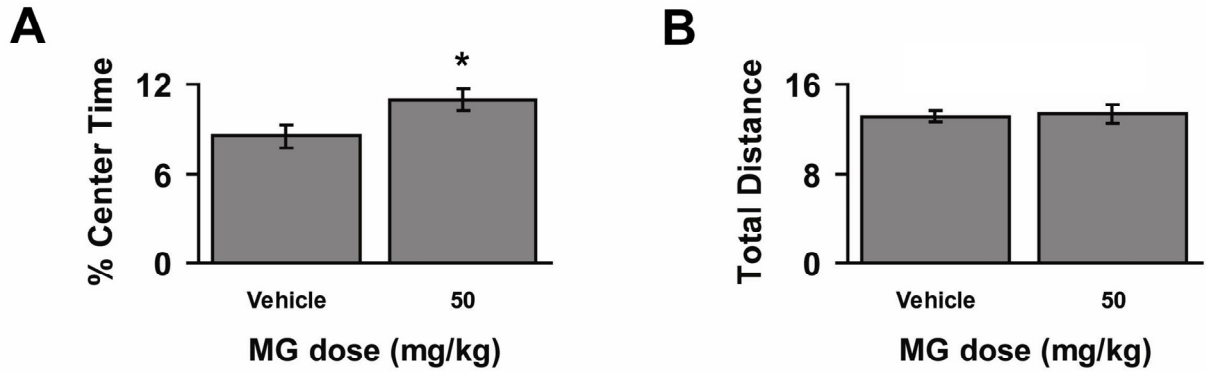 A
B
% Center Time
12
6
0
*
Vehicle
50
MG dose (mg/kg)
Total Distance
16
8
0
Vehicle
50
MG dose (mg/kg)